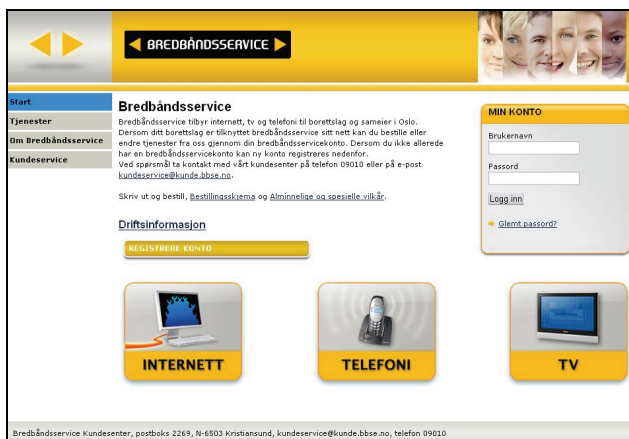 BREDBÅNDSSERVICE
Start
Tjenester
Om Bredbåndsservice
Kundeservice
Bredbåndsservice
Bredbåndsservice tilbyr internett, tv og telefoni til borettslag og sameier i Oslo.
Dersom ditt borettslag er tilknyttet bredbåndsservice sitt nett kan du bestille eller
endre tjenester fra oss gjennom din bredbåndsservicekonto. Dersom du ikke allerede
har en bredbåndsservicekonto kan ny konto registreres nedenfor.
Ved spørsmål ta kontakt med vårt kundesenter på telefon 09010 eller på e-post
kundeservice@kunde.bbse.no.
Skriv ut og bestill, Bestillingsskjema og Alminnelige og spesielle vilkår.
Driftsinformasjon
REGISTRERE KONTO
MIN KONTO
Brukernavn
Passord
Logg inn
Glemt passord?
INTERNETT
TELEFONI
TV
Bredbåndsservice Kundesenter, postboks 2269, N-6503 Kristiansund, kundeservice@kunde.bbse.no, telefon 09010